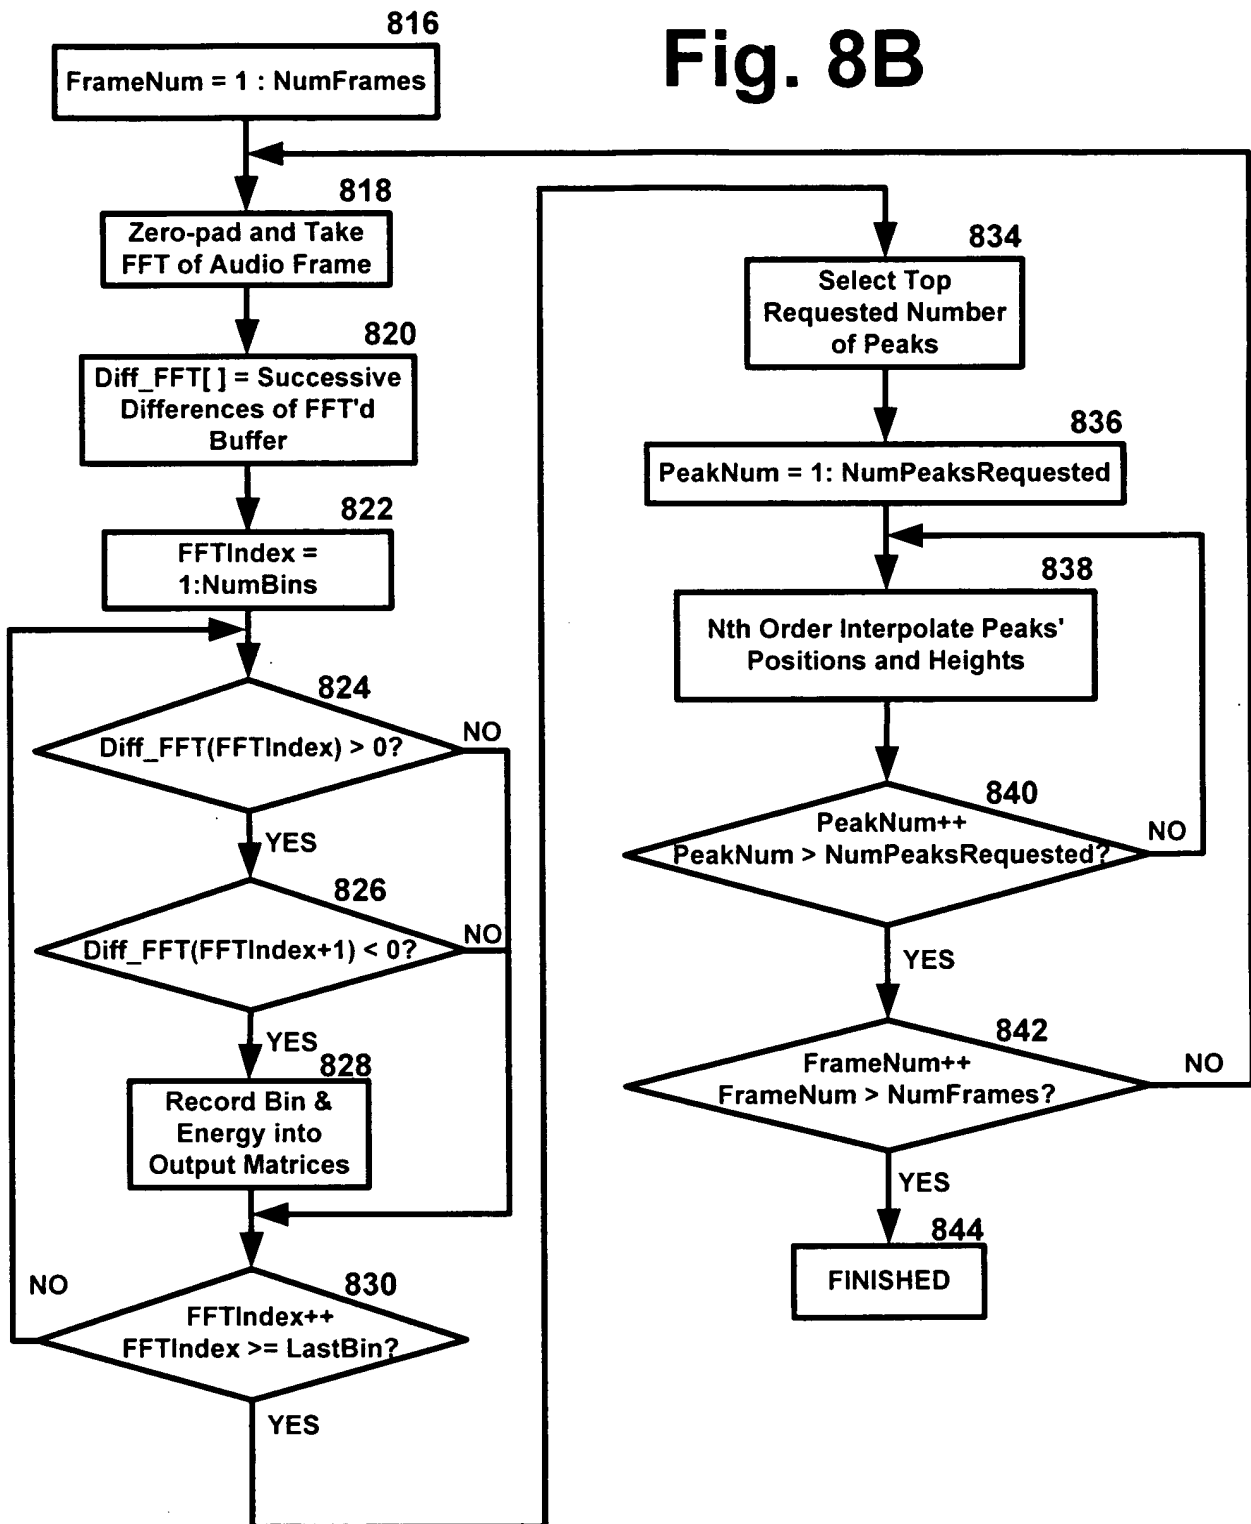 Fig. 8B
816
FrameNum = 1 : NumFrames
818
Zero-pad and Take
FFT of Audio Frame
820
Diff_FFT[ ] = Successive
Differences of FFT'd
Buffer
822
FFTIndex =
1:NumBins
824
Diff_FFT(FFTIndex) > 0?
NO
YES
826
Diff_FFT(FFTIndex+1) < 0?
NO
YES
828
Record Bin &
Energy into
Output Matrices
830
NO
FFTIndex++
FFTIndex >= LastBin?
YES
834
Select Top
Requested Number
of Peaks
836
PeakNum = 1: NumPeaksRequested
838
Nth Order Interpolate Peaks'
Positions and Heights
840
PeakNum++
PeakNum > NumPeaksRequested?
NO
YES
842
FrameNum++
FrameNum > NumFrames?
NO
YES
844
FINISHED